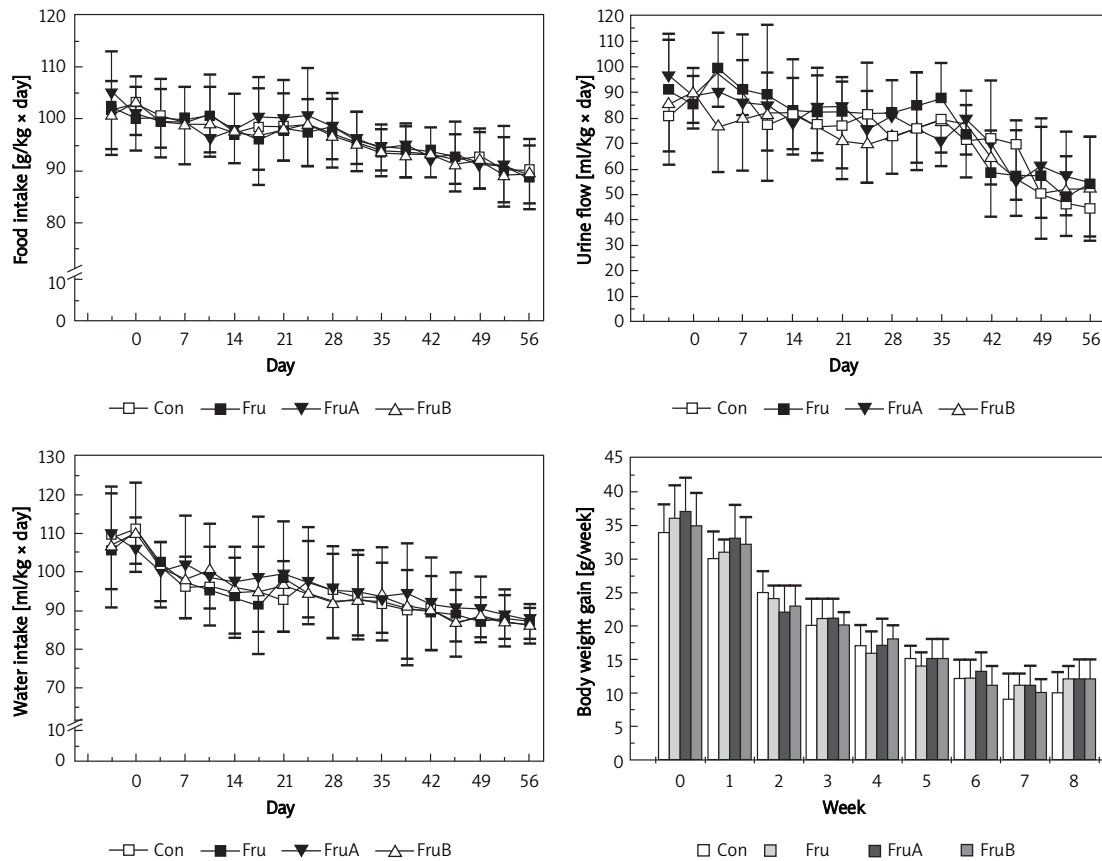 Food intake [g/kg × day]
120
110
100
90
80
10
0
0 7 14 21 28 35 42 49 56
Day
Con Fru FruA FruB
Urine flow [ml/kg × day]
120
110
100
90
80
70
60
50
40
30
20
10
0
0 7 14 21 28 35 42 49 56
Day
Con Fru FruA FruB
Water intake [ml/kg × day]
130
120
110
100
90
80
70
10
0
0 7 14 21 28 35 42 49 56
Day
Con Fru FruA FruB
Body weight gain [g/week]
45
40
35
30
25
20
15
10
5
0
0 1 2 3 4 5 6 7 8
Week
Con Fru FruA FruB